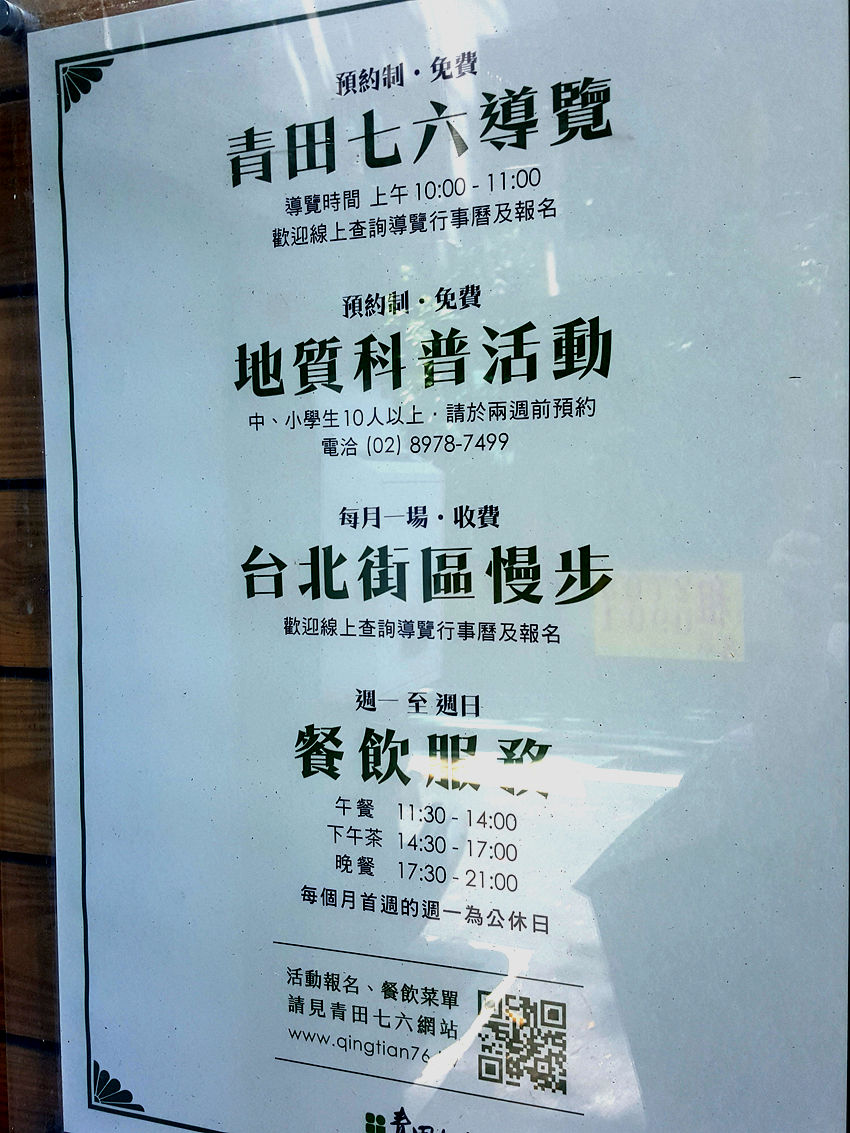 預約制・免費
青田七六導覽
導覽時間 上午 10:00 - 11:00
歡迎線上查詢導覽行事曆及報名
預約制・免費
地質科普活動
中、小學生10人以上・請於兩週前預約
電洽 (02) 8978-7499
每月一場・收費
台北街區慢步
歡迎線上查詢導覽行事曆及報名
週一 至 週日
餐飲服務
午餐 11:30 - 14:00
下午茶 14:30 - 17:00
晚餐 17:30 - 21:00
每個月首週的週一為公休日
活動報名、餐飲菜單
請見青田七六網站
www.qingtian76.
青田